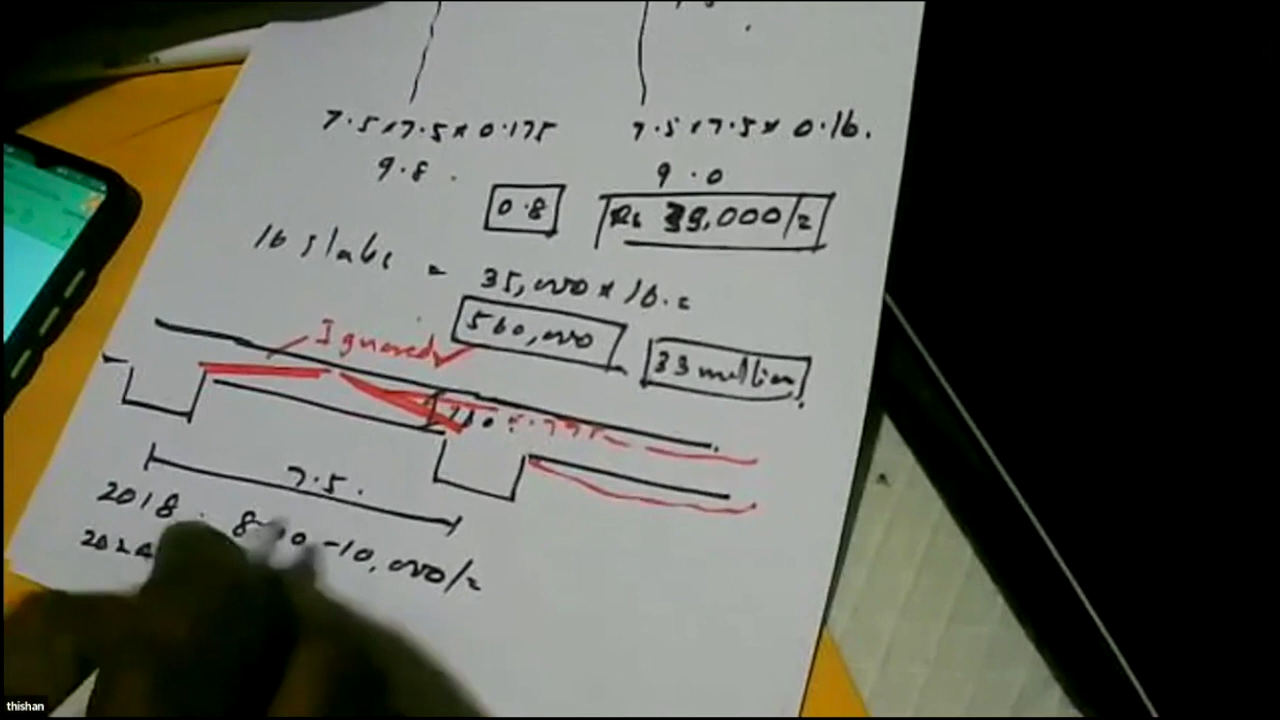 7.5 x 7.5 x 0.175
7.5 x 7.5 x 0.16.
9.8.
9.0
0.8
Rs 39,000/=
16 slabs = 35,000 x 16.=
560,000
33 million
Ignored
7.5.
2018.
-10,000/=
thishan